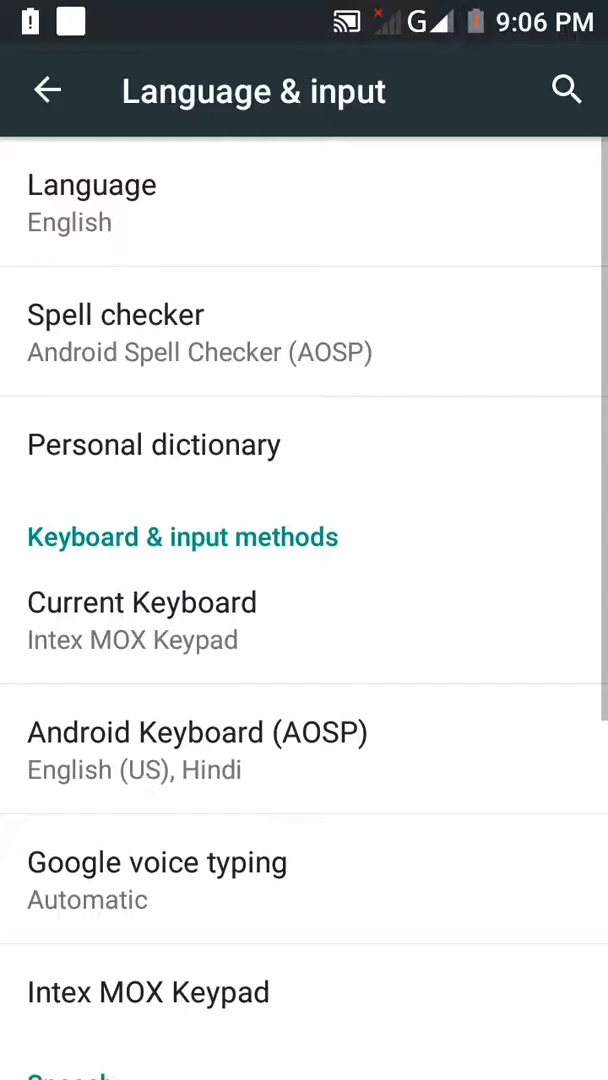 G 9:06 PM
Language & input
Language
English
Spell checker
Android Spell Checker (AOSP)
Personal dictionary
Keyboard & input methods
Current Keyboard
Intex MOX Keypad
Android Keyboard (AOSP)
English (US), Hindi
Google voice typing
Automatic
Intex MOX Keypad